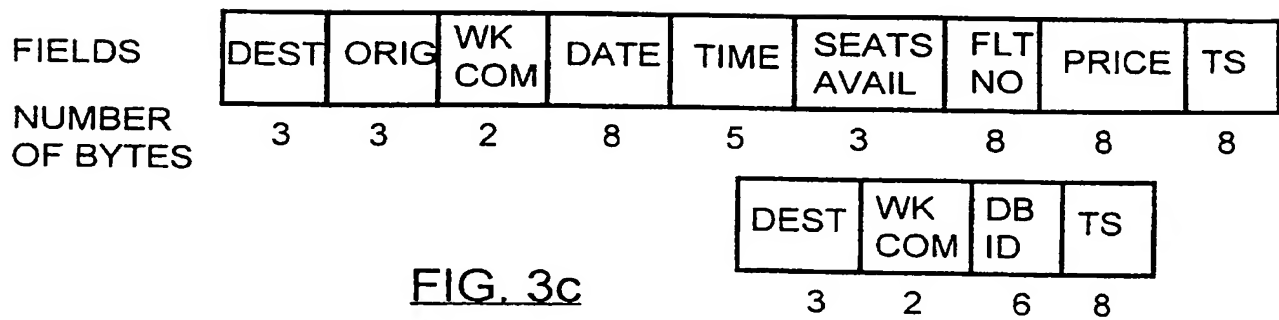 FIELDS DEST ORIG WK COM DATE TIME SEATS AVAIL FLT NO PRICE TS
NUMBER OF BYTES 3 3 2 8 5 3 8 8 8
DEST WK COM DB ID TS
3 2 6 8
FIG. 3c